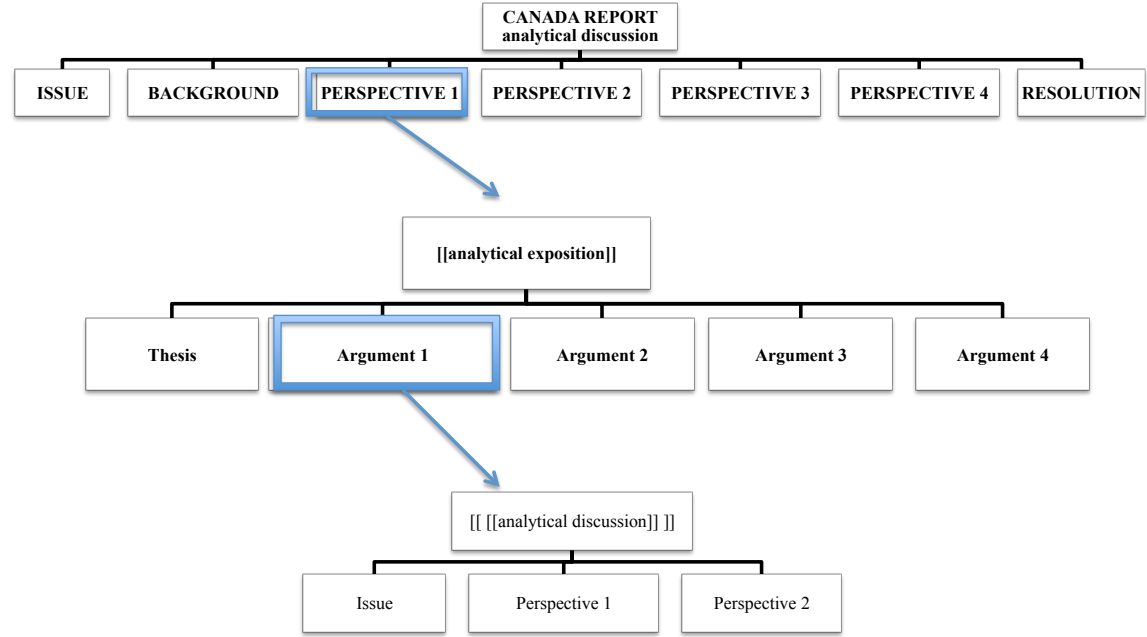 CANADA REPORT
analytical discussion
ISSUE
BACKGROUND
PERSPECTIVE 1
PERSPECTIVE 2
PERSPECTIVE 3
PERSPECTIVE 4
RESOLUTION
[[analytical exposition]]
Thesis
Argument 1
Argument 2
Argument 3
Argument 4
[[ [[analytical discussion]] ]]
Issue
Perspective 1
Perspective 2